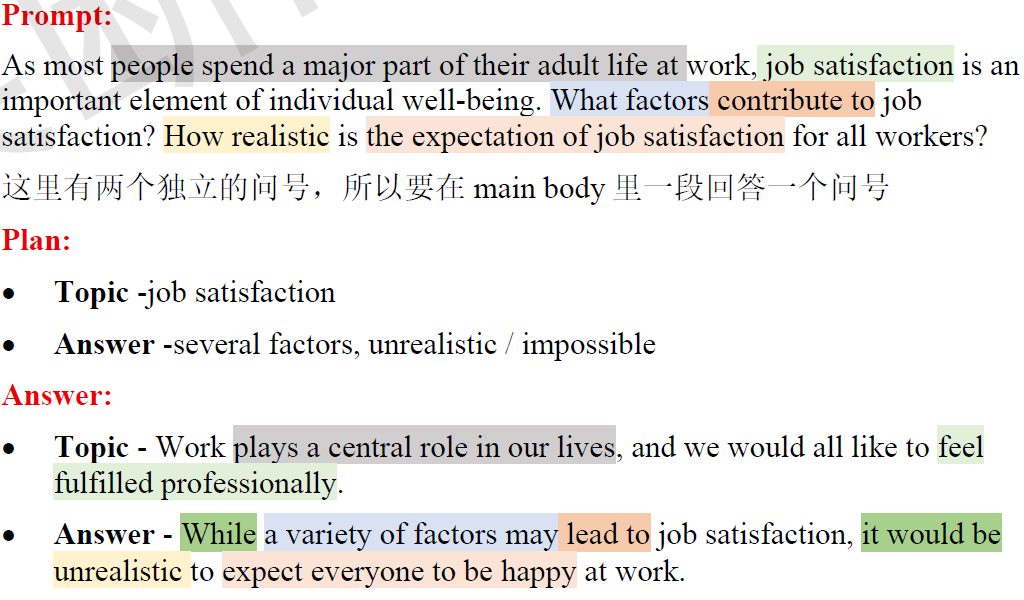 Prompt:
As most people spend a major part of their adult life at work, job satisfaction is an
important element of individual well-being. What factors contribute to job
satisfaction? How realistic is the expectation of job satisfaction for all workers?
这里有两个独立的问号，所以要在 main body 里一段回答一个问号
Plan:
• Topic -job satisfaction
• Answer -several factors, unrealistic / impossible
Answer:
• Topic - Work plays a central role in our lives, and we would all like to feel
fulfilled professionally.
• Answer - While a variety of factors may lead to job satisfaction, it would be
unrealistic to expect everyone to be happy at work.